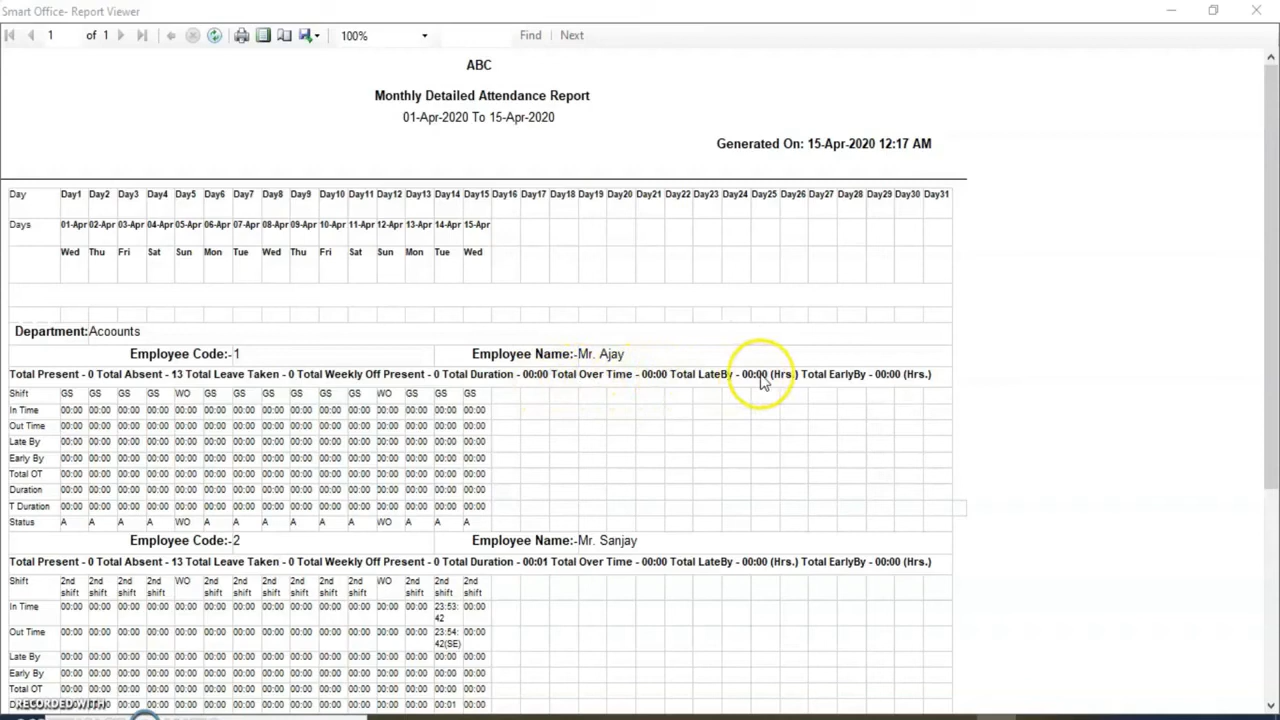 Smart Office- Report Viewer
1 of 1 100% Find Next
ABC
Monthly Detailed Attendance Report
01-Apr-2020 To 15-Apr-2020
Generated On: 15-Apr-2020 12:17 AM
Day Day1 Day2 Day3 Day4 Day5 Day6 Day7 Day8 Day9 Day10 Day11 Day12 Day13 Day14 Day15 Day16 Day17 Day18 Day19 Day20 Day21 Day22 Day23 Day24 Day25 Day26 Day27 Day28 Day29 Day30 Day31
Days 01-Apr 02-Apr 03-Apr 04-Apr 05-Apr 06-Apr 07-Apr 08-Apr 09-Apr 10-Apr 11-Apr 12-Apr 13-Apr 14-Apr 15-Apr
Wed Thu Fri Sat Sun Mon Tue Wed Thu Fri Sat Sun Mon Tue Wed
Department: Acounts
Employee Code:- 1 Employee Name:- Mr. Ajay
Total Present - 0 Total Absent - 13 Total Leave Taken - 0 Total Weekly Off Present - 0 Total Duration - 00:00 Total Over Time - 00:00 Total LateBy - 00:00 (Hrs.) Total EarlyBy - 00:00 (Hrs.)
Shift GS GS GS GS WO GS GS GS GS GS GS WO GS GS GS
In Time 00:00 00:00 00:00 00:00 00:00 00:00 00:00 00:00 00:00 00:00 00:00 00:00 00:00 00:00 00:00
Out Time 00:00 00:00 00:00 00:00 00:00 00:00 00:00 00:00 00:00 00:00 00:00 00:00 00:00 00:00 00:00
Late By 00:00 00:00 00:00 00:00 00:00 00:00 00:00 00:00 00:00 00:00 00:00 00:00 00:00 00:00 00:00
Early By 00:00 00:00 00:00 00:00 00:00 00:00 00:00 00:00 00:00 00:00 00:00 00:00 00:00 00:00 00:00
Total OT 00:00 00:00 00:00 00:00 00:00 00:00 00:00 00:00 00:00 00:00 00:00 00:00 00:00 00:00 00:00
Duration 00:00 00:00 00:00 00:00 00:00 00:00 00:00 00:00 00:00 00:00 00:00 00:00 00:00 00:00 00:00
T Duration 00:00 00:00 00:00 00:00 00:00 00:00 00:00 00:00 00:00 00:00 00:00 00:00 00:00 00:00 00:00
Status A A A A WO A A A A A A WO A A A
Employee Code:- 2 Employee Name:- Mr. Sanjay
Total Present - 0 Total Absent - 13 Total Leave Taken - 0 Total Weekly Off Present - 0 Total Duration - 00:01 Total Over Time - 00:00 Total LateBy - 00:00 (Hrs.) Total EarlyBy - 00:00 (Hrs.)
Shift 2nd 2nd 2nd 2nd WO 2nd 2nd 2nd 2nd 2nd 2nd WO 2nd 2nd 2nd
shift shift shift shift shift shift shift shift shift shift shift shift shift
In Time 00:00 00:00 00:00 00:00 00:00 00:00 00:00 00:00 00:00 00:00 00:00 00:00 00:00 23:53: 00:00
42
Out Time 00:00 00:00 00:00 00:00 00:00 00:00 00:00 00:00 00:00 00:00 00:00 00:00 00:00 23:54: 00:00
42(SE)
Late By 00:00 00:00 00:00 00:00 00:00 00:00 00:00 00:00 00:00 00:00 00:00 00:00 00:00 00:00 00:00
Early By 00:00 00:00 00:00 00:00 00:00 00:00 00:00 00:00 00:00 00:00 00:00 00:00 00:00 00:00 00:00
Total OT 00:00 00:00 00:00 00:00 00:00 00:00 00:00 00:00 00:00 00:00 00:00 00:00 00:00 00:00 00:00
RECORDED WITH 00:00 00:00 00:00 00:00 00:00 00:00 00:00 00:00 00:00 00:00 00:01 00:00